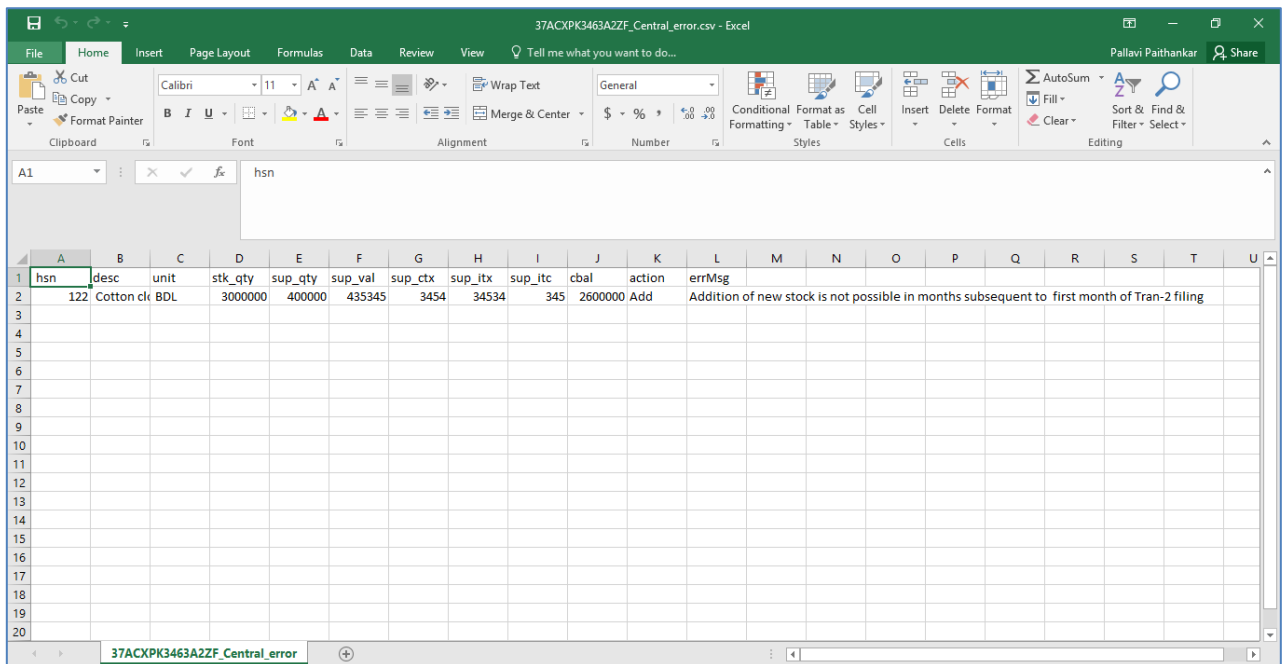 37ACXPK3463A2ZF_Central_error.csv - Excel
File Home Insert Page Layout Formulas Data Review View Tell me what you want to do... Pallavi Paithankar Share
Cut
Copy
Format Painter
Paste
Clipboard
Calibri 11 A A
B I U A
Font
Wrap Text
Merge & Center
Alignment
General
$ % , .0 .00 .00 .0
Number
Conditional Formatting Format as Table Cell Styles
Styles
Insert Delete Format
Cells
AutoSum
Fill
Clear
Sort & Filter Find & Select
Editing
A1 fx hsn
A B C D E F G H I J K L M N O P Q R S T U
1 hsn desc unit stk_qty sup_qty sup_val sup_ctx sup_itx sup_itc cbal action errMsg
2 122 Cotton cl BDL 3000000 400000 435345 3454 34534 345 2600000 Add Addition of new stock is not possible in months subsequent to first month of Tran-2 filing
3
4
5
6
7
8
9
10
11
12
13
14
15
16
17
18
19
20
37ACXPK3463A2ZF_Central_error